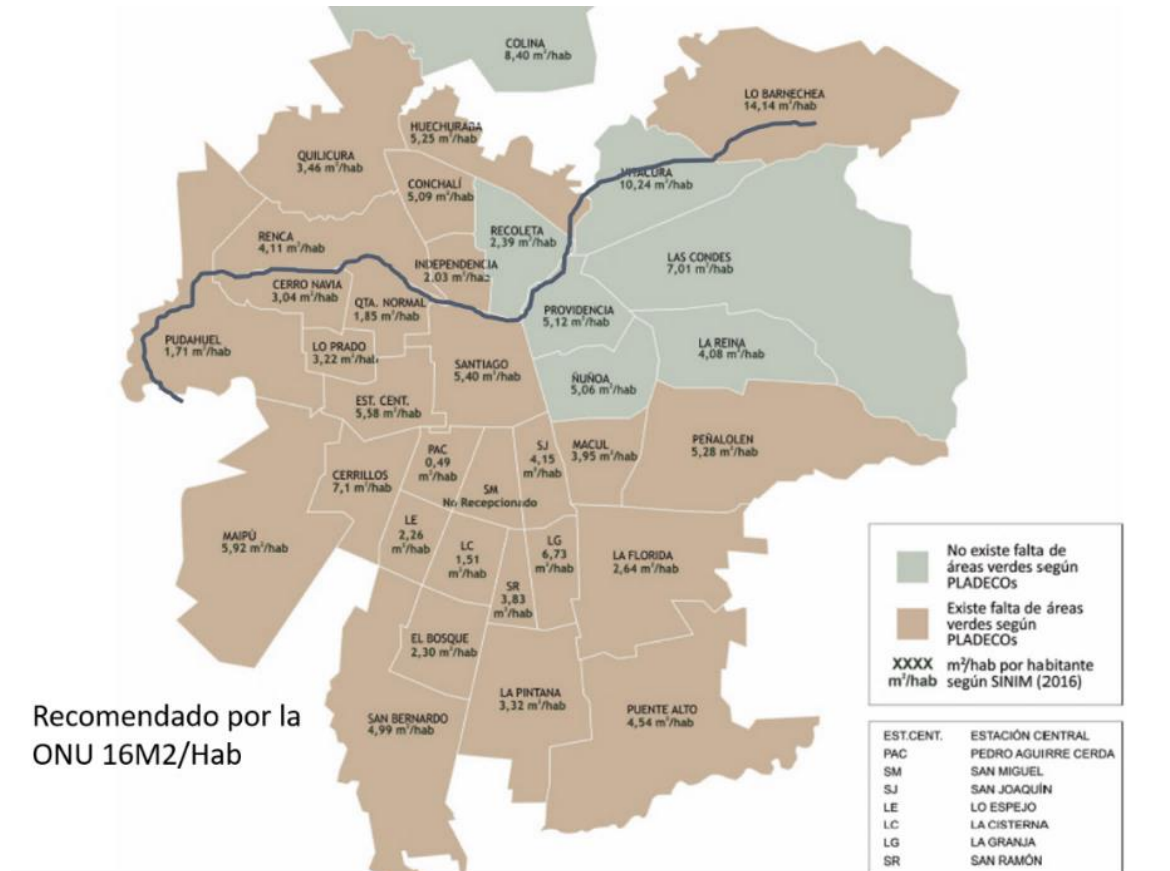 COLINA
8,40 m²/hab
LO BARNECHEA
14,14 m²/hab
HUECHURABA
5,25 m²/hab
QUILICURA
3,46 m²/hab
CONCHALÍ
5,09 m²/hab
VITACURA
10,24 m²/hab
RECOLETA
2,39 m²/hab
RENCA
4,11 m²/hab
INDEPENDENCIA
2.03 m²/hab
LAS CONDES
7,01 m²/hab
CERRO NAVIA
3,04 m²/hab
QTA. NORMAL
1,85 m²/hab
PROVIDENCIA
5,12 m²/hab
PUDAHUEL
1,71 m²/hab
LO PRADO
3,22 m²/hab
LA REINA
4,08 m²/hab
SANTIAGO
5,40 m²/hab
ÑUÑOA
5,06 m²/hab
EST. CENT.
5,58 m²/hab
PAC
0,49
m²/hab
SJ
4,15
m²/hab
MACUL
3,95 m²/hab
PEÑALOLEN
5,28 m²/hab
CERRILLOS
7,1 m²/hab
SM
No Recepcionado
MAIPÚ
5,92 m²/hab
LE
2,26
m²/hab
LC
1,51
m²/hab
LG
6,73
m²/hab
LA FLORIDA
2,64 m²/hab
SR
3,83
m²/hab
EL BOSQUE
2,30 m²/hab
LA PINTANA
3,32 m²/hab
SAN BERNARDO
4,99 m²/hab
PUENTE ALTO
4,54 m²/hab
No existe falta de
áreas verdes según
PLADECOs
Existe falta de áreas
verdes según
PLADECOs
XXXX m²/hab por habitante
m²/hab según SINIM (2016)
Recomendado por la
ONU 16M2/Hab
EST.CENT. ESTACIÓN CENTRAL
PAC PEDRO AGUIRRE CERDA
SM SAN MIGUEL
SJ SAN JOAQUÍN
LE LO ESPEJO
LC LA CISTERNA
LG LA GRANJA
SR SAN RAMÓN